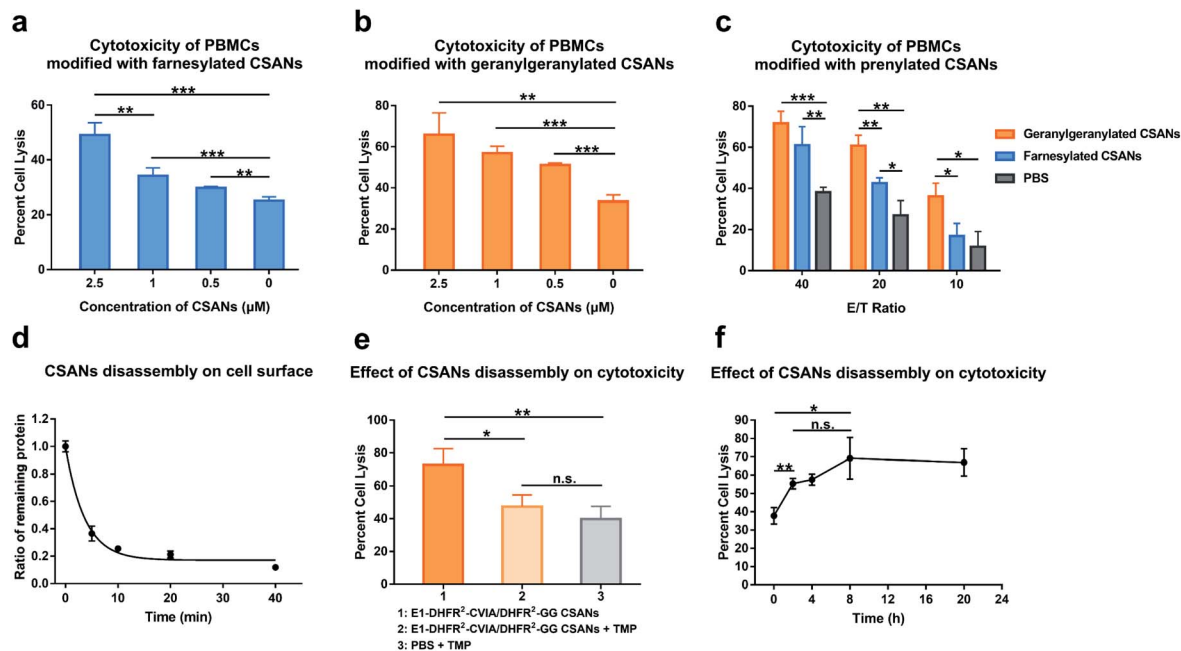 a
Cytotoxicity of PBMCs
modified with farnesylated CSANs
Percent Cell Lysis
60
40
20
0
***
**
***
**
2.5 1 0.5 0
Concentration of CSANs (µM)
b
Cytotoxicity of PBMCs
modified with geranylgeranylated CSANs
Percent Cell Lysis
80
60
40
20
0
**
***
***
2.5 1 0.5 0
Concentration of CSANs (µM)
c
Cytotoxicity of PBMCs
modified with prenylated CSANs
Percent Cell Lysis
80
60
40
20
0
***
**
**
**
*
*
*
40 20 10
E/T Ratio
Geranylgeranylated CSANs
Farnesylated CSANs
PBS
d
CSANs disassembly on cell surface
Ratio of remaining protein
1.2
1.0
0.8
0.6
0.4
0.2
0.0
0 10 20 30 40
Time (min)
e
Effect of CSANs disassembly on cytotoxicity
Percent Cell Lysis
100
80
60
40
20
0
**
*
n.s.
1 2 3
1: E1-DHFR²-CVIA/DHFR²-GG CSANs
2: E1-DHFR²-CVIA/DHFR²-GG CSANs + TMP
3: PBS + TMP
f
Effect of CSANs disassembly on cytotoxicity
Percent Cell Lysis
90
80
70
60
50
40
30
20
10
0
*
n.s.
**
0 4 8 12 16 20 24
Time (h)